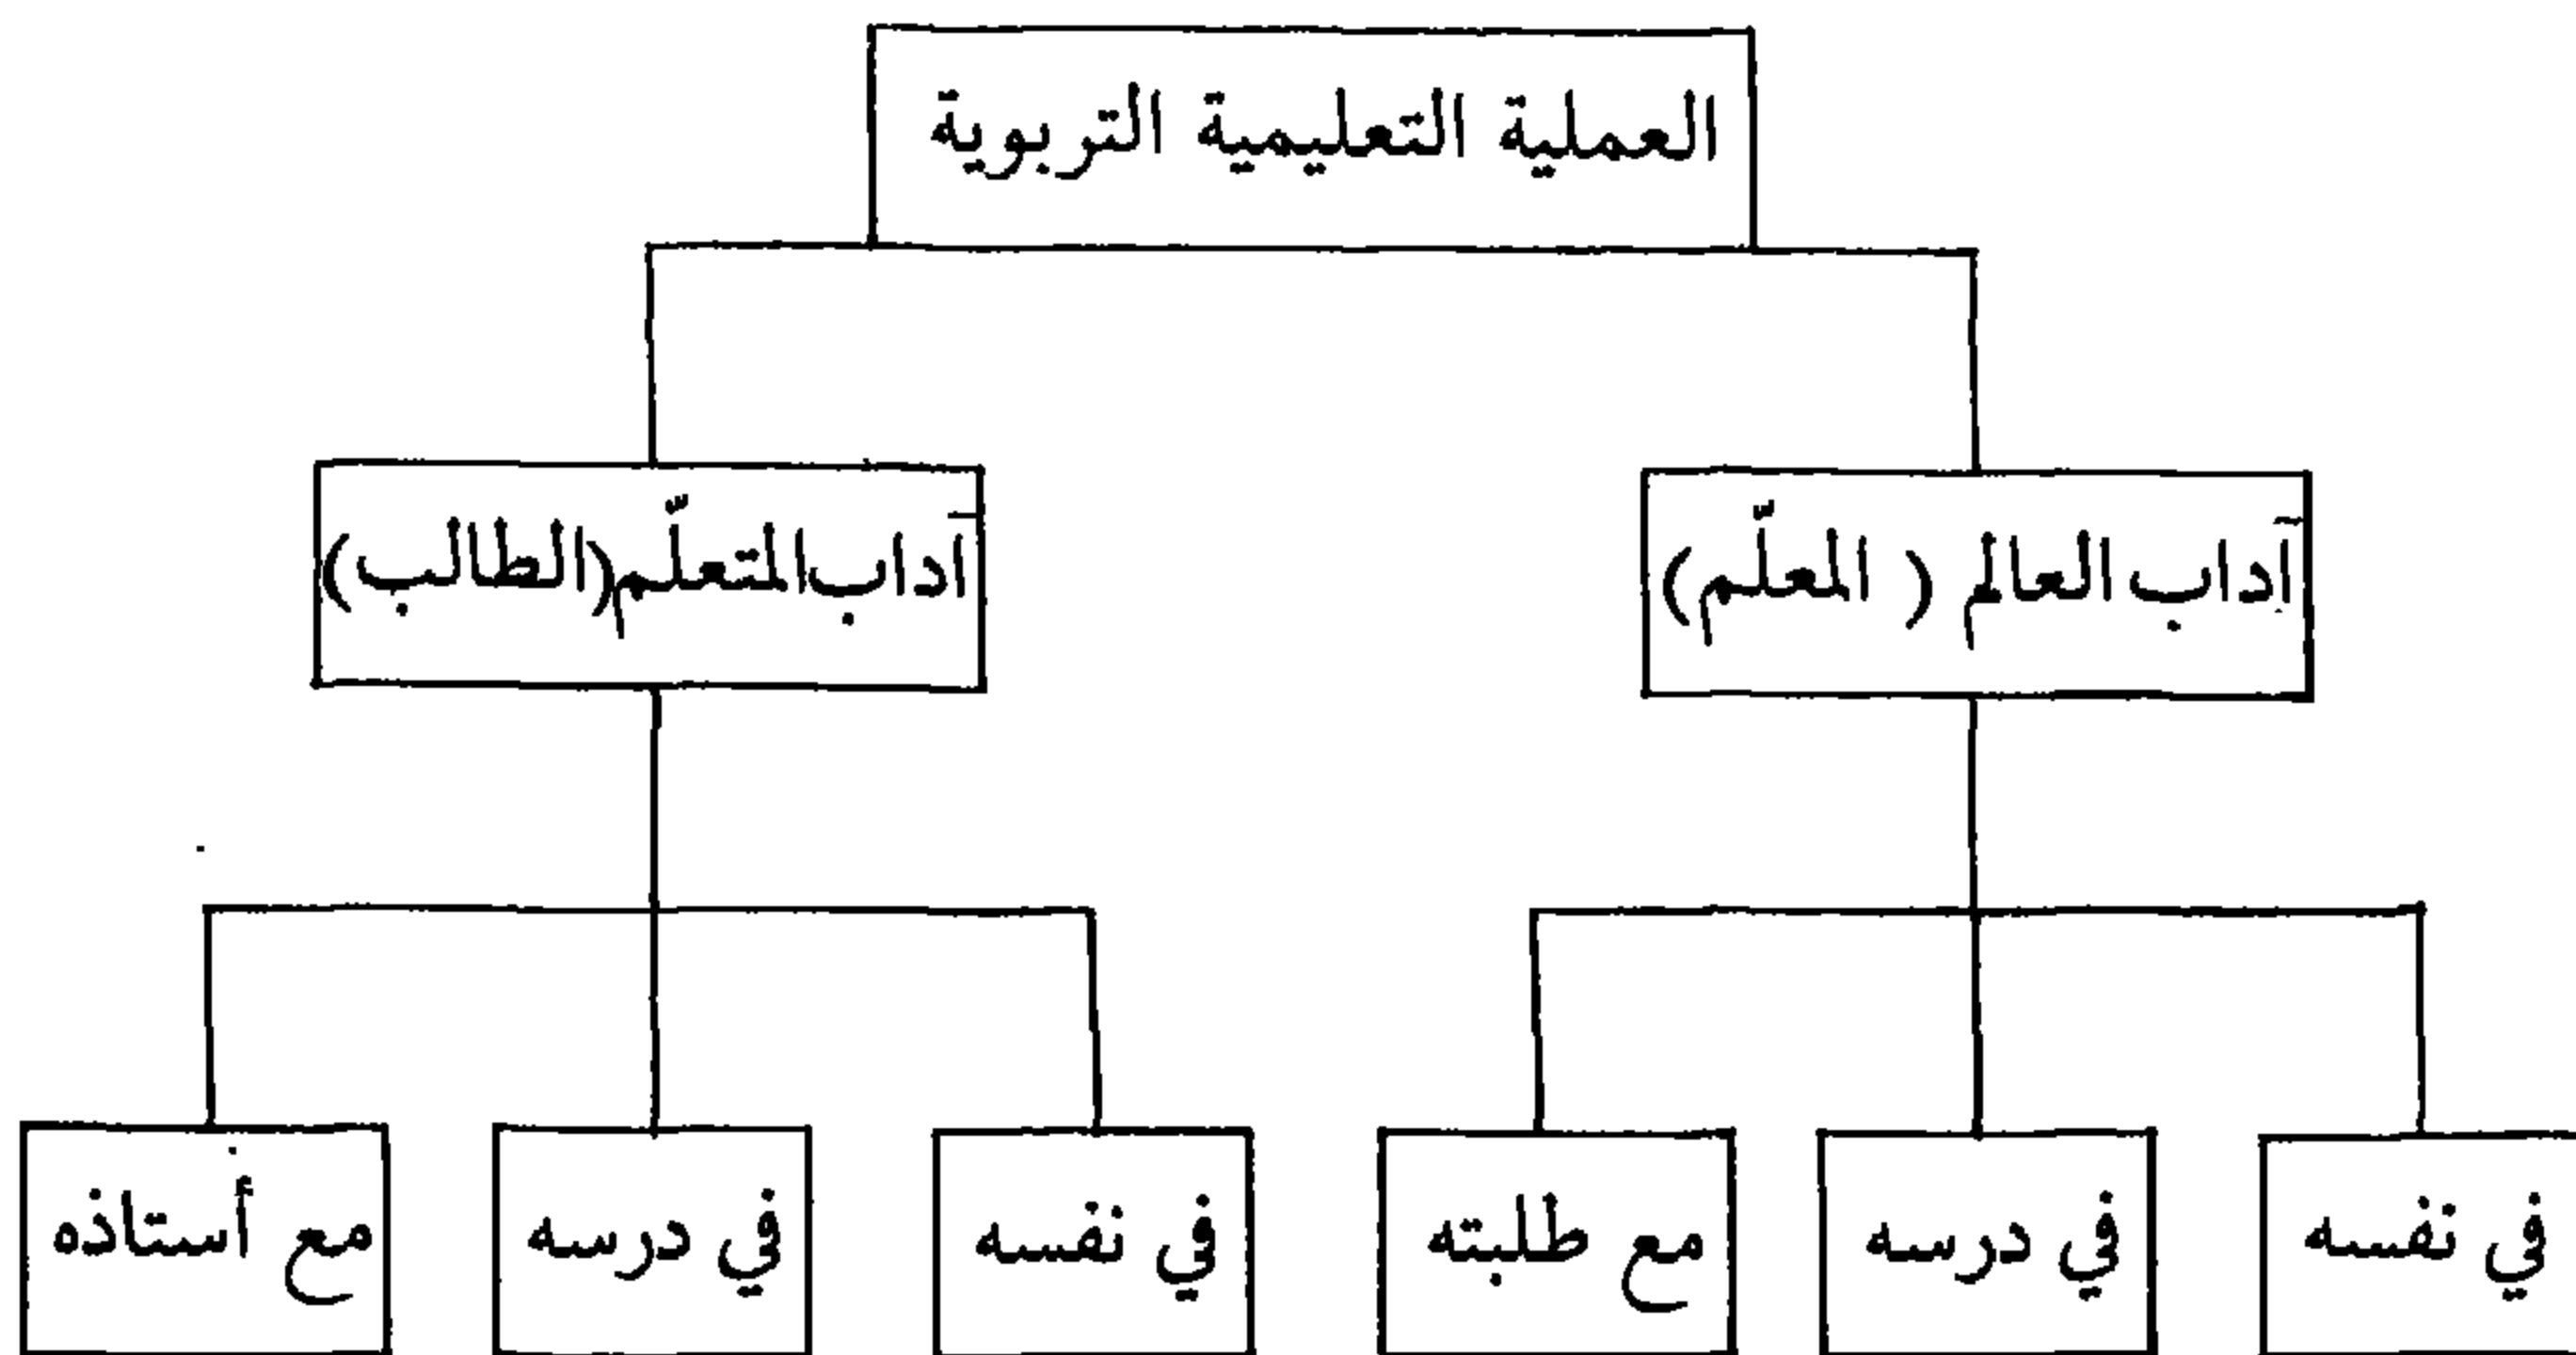 العملية التعليمية التربوية
آداب العالم ( المعلّم)
آداب المتعلّم (الطالب)
في نفسه
في درسه
مع طلبته
في نفسه
في درسه
مع أستاذه